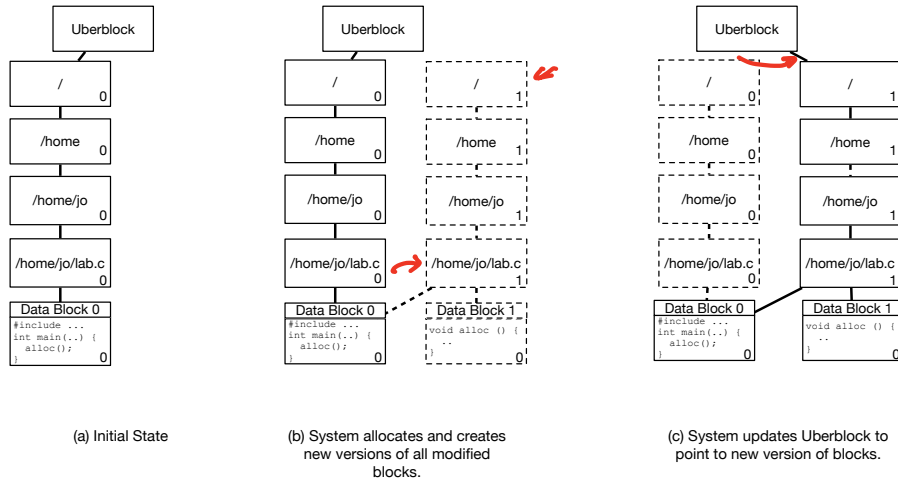 Uberblock
/
0
/home
0
/home/jo
0
/home/jo/lab.c
0
Data Block 0
#include ...
int main(..) {
  alloc();
}
0
(a) Initial State
Uberblock
/
0
/home
0
/home/jo
0
/home/jo/lab.c
0
Data Block 0
#include ...
int main(..) {
  alloc();
}
0
/
1
/home
1
/home/jo
1
/home/jo/lab.c
1
Data Block 1
void alloc () {
  ..
}
0
(b) System allocates and creates
new versions of all modified
blocks.
Uberblock
/
0
/home
0
/home/jo
0
/home/jo/lab.c
0
Data Block 0
#include ...
int main(..) {
  alloc();
}
0
/
1
/home
1
/home/jo
1
/home/jo/lab.c
1
Data Block 1
void alloc () {
  ..
}
0
(c) System updates Uberblock to
point to new version of blocks.